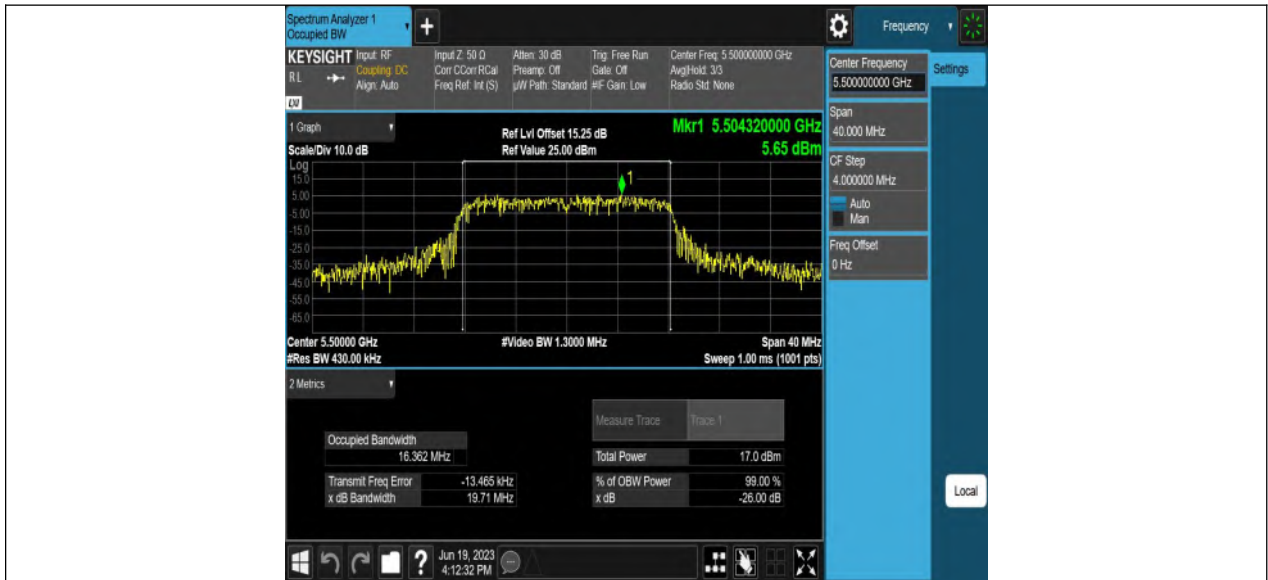 Spectrum Analyzer 1
Occupied BW
+
Frequency
KEYSIGHT
RL
LXI
Input: RF
Coupling: DC
Align: Auto
Input Z: 50 Ω
Corr CCorr RCal
Freq Ref: Int (S)
Atten: 30 dB
Preamp: Off
µW Path: Standard
Trig: Free Run
Gate: Off
#IF Gain: Low
Center Freq: 5.500000000 GHz
Avg|Hold: 3/3
Radio Std: None
Center Frequency
5.500000000 GHz
Settings
Span
40.000 MHz
CF Step
4.000000 MHz
Auto
Man
Freq Offset
0 Hz
Local
1 Graph
Scale/Div 10.0 dB
Ref Lvl Offset 15.25 dB
Ref Value 25.00 dBm
Mkr1 5.504320000 GHz
5.65 dBm
Log
15.0
5.00
-5.00
-15.0
-25.0
-35.0
-45.0
-55.0
-65.0
1
Center 5.50000 GHz
#Res BW 430.00 kHz
#Video BW 1.3000 MHz
Span 40 MHz
Sweep 1.00 ms (1001 pts)
2 Metrics
Measure Trace
Trace 1
Occupied Bandwidth
16.362 MHz
Total Power 17.0 dBm
Transmit Freq Error -13.465 kHz
% of OBW Power 99.00 %
x dB Bandwidth 19.71 MHz
x dB -26.00 dB
?
Jun 19, 2023
4:12:32 PM